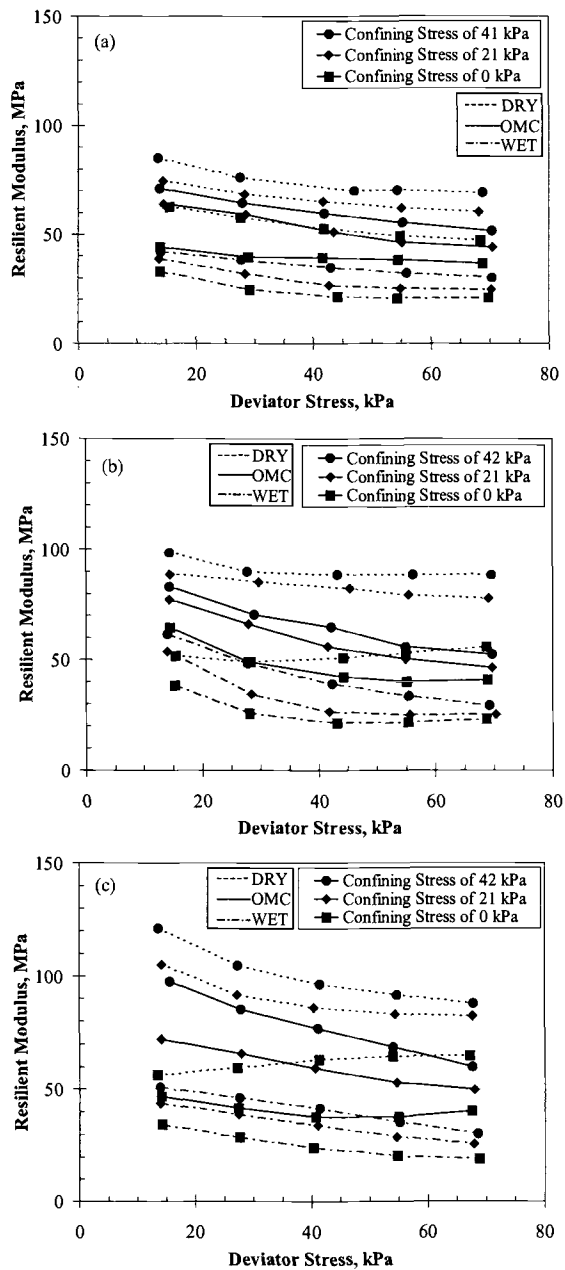 (a)
Confining Stress of 41 kPa
Confining Stress of 21 kPa
Confining Stress of 0 kPa
DRY
OMC
WET
150
100
50
0
Resilient Modulus, MPa
0 20 40 60 80
Deviator Stress, kPa
(b)
DRY
OMC
WET
Confining Stress of 42 kPa
Confining Stress of 21 kPa
Confining Stress of 0 kPa
150
100
50
0
Resilient Modulus, MPa
0 20 40 60 80
Deviator Stress, kPa
(c)
DRY
OMC
WET
Confining Stress of 42 kPa
Confining Stress of 21 kPa
Confining Stress of 0 kPa
150
100
50
0
Resilient Modulus, MPa
0 20 40 60 80
Deviator Stress, kPa